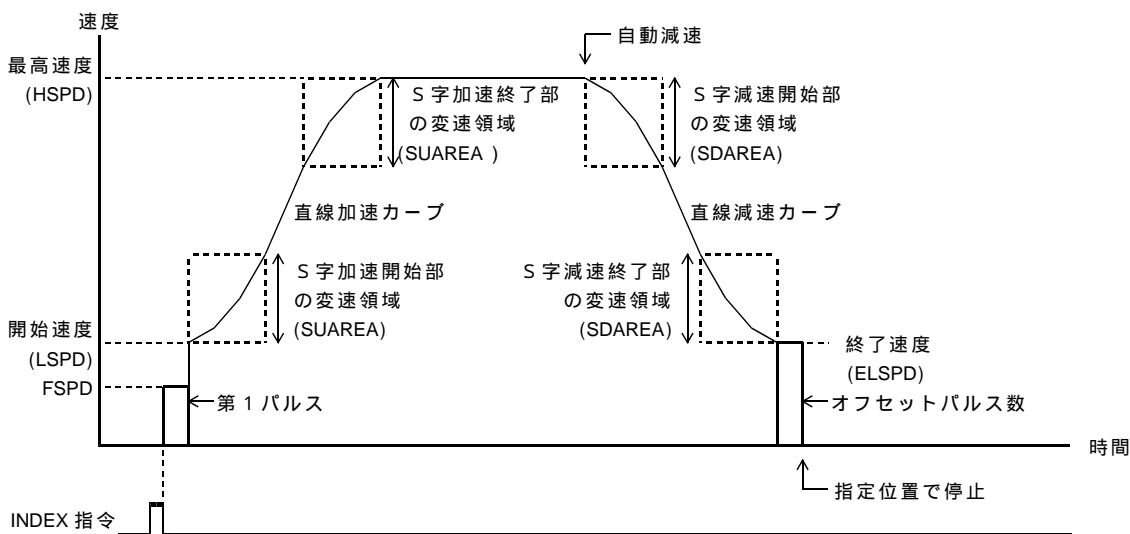 速度
自動減速
最高速度
(HSPD)
S字加速終了部
の変速領域
(SUAREA )
S字減速開始部
の変速領域
(SDAREA)
直線加速カーブ
直線減速カーブ
S字加速開始部
の変速領域
(SUAREA)
S字減速終了部
の変速領域
(SDAREA)
開始速度
(LSPD)
終了速度
(ELSPD)
FSPD
第1パルス
オフセットパルス数
時間
指定位置で停止
INDEX 指令